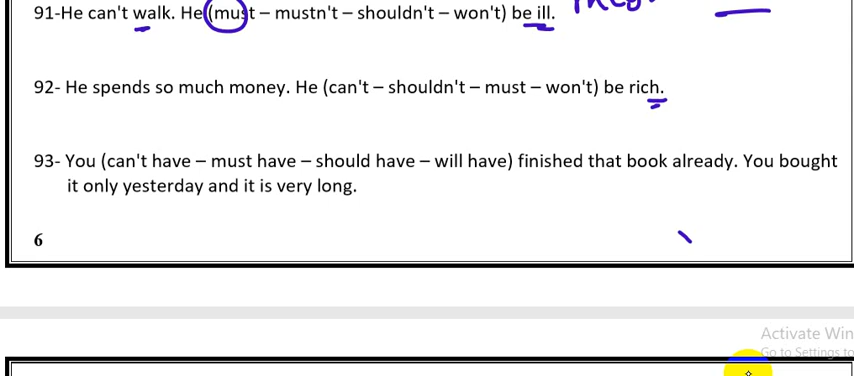 91-He can't walk. He (must – mustn't – shouldn't – won't) be ill.
92- He spends so much money. He (can't – shouldn't – must – won't) be rich.
93- You (can't have – must have – should have – will have) finished that book already. You bought
it only yesterday and it is very long.
6
Activate Win
Go to Settings to